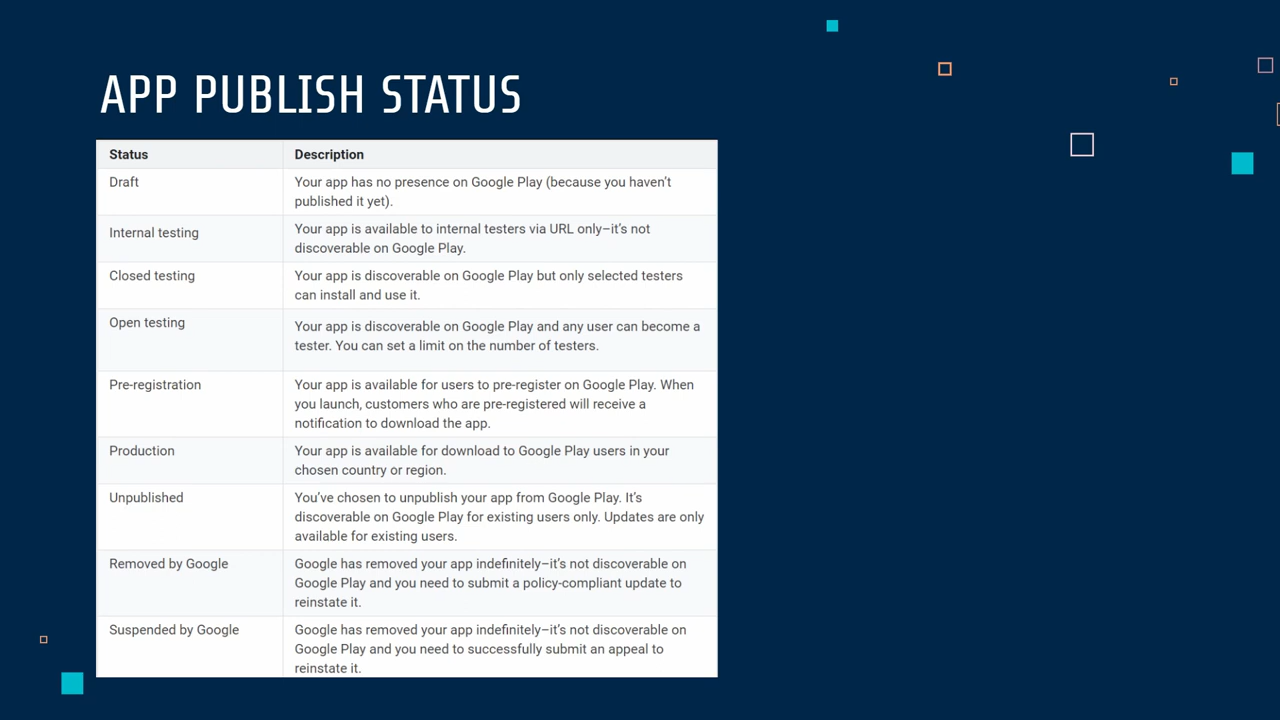 APP PUBLISH STATUS
Status Description
Draft Your app has no presence on Google Play (because you haven't
published it yet).
Internal testing Your app is available to internal testers via URL only–it's not
discoverable on Google Play.
Closed testing Your app is discoverable on Google Play but only selected testers
can install and use it.
Open testing Your app is discoverable on Google Play and any user can become a
tester. You can set a limit on the number of testers.
Pre-registration Your app is available for users to pre-register on Google Play. When
you launch, customers who are pre-registered will receive a
notification to download the app.
Production Your app is available for download to Google Play users in your
chosen country or region.
Unpublished You've chosen to unpublish your app from Google Play. It's
discoverable on Google Play for existing users only. Updates are only
available for existing users.
Removed by Google Google has removed your app indefinitely–it's not discoverable on
Google Play and you need to submit a policy-compliant update to
reinstate it.
Suspended by Google Google has removed your app indefinitely–it's not discoverable on
Google Play and you need to successfully submit an appeal to
reinstate it.